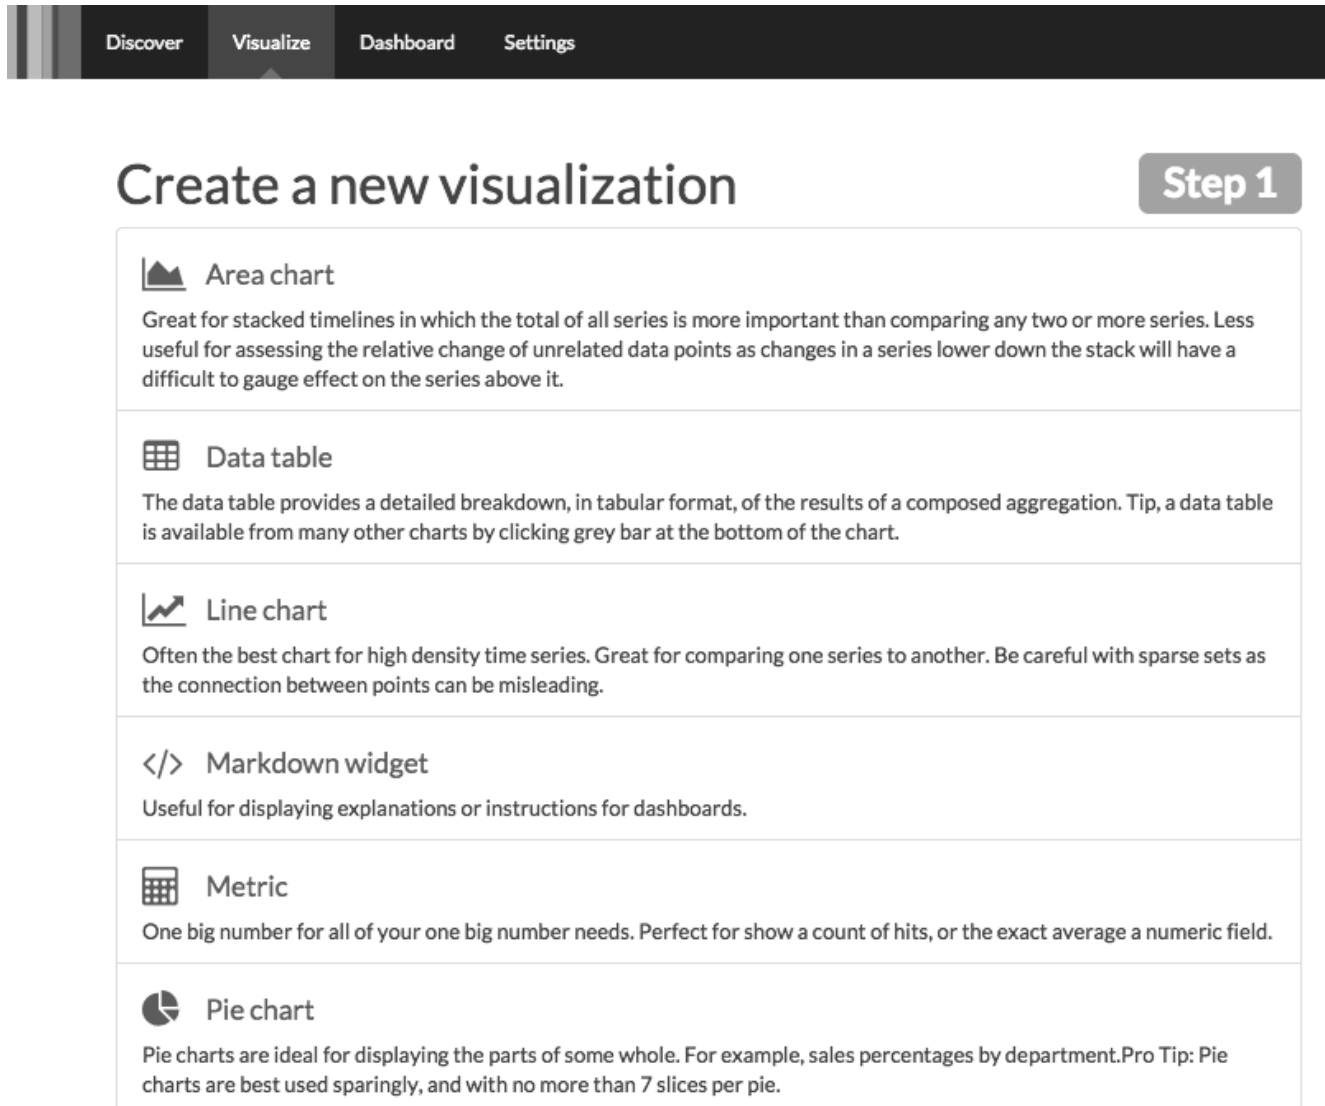 Discover Visualize Dashboard Settings
Create a new visualization
Step 1
Area chart
Great for stacked timelines in which the total of all series is more important than comparing any two or more series. Less
useful for assessing the relative change of unrelated data points as changes in a series lower down the stack will have a
difficult to gauge effect on the series above it.
Data table
The data table provides a detailed breakdown, in tabular format, of the results of a composed aggregation. Tip, a data table
is available from many other charts by clicking grey bar at the bottom of the chart.
Line chart
Often the best chart for high density time series. Great for comparing one series to another. Be careful with sparse sets as
the connection between points can be misleading.
</> Markdown widget
Useful for displaying explanations or instructions for dashboards.
Metric
One big number for all of your one big number needs. Perfect for show a count of hits, or the exact average a numeric field.
Pie chart
Pie charts are ideal for displaying the parts of some whole. For example, sales percentages by department.Pro Tip: Pie
charts are best used sparingly, and with no more than 7 slices per pie.